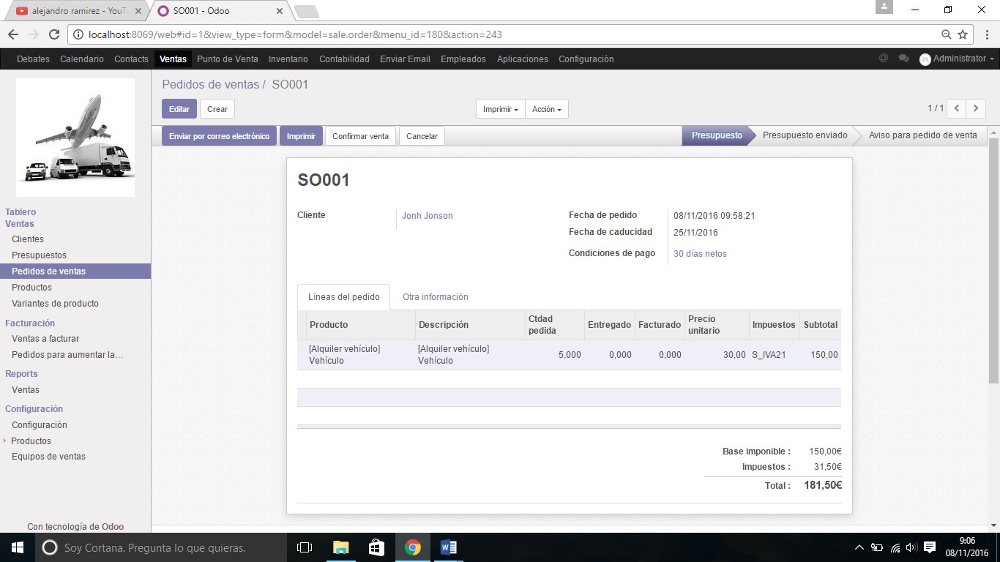 alejandro ramirez - YouTu
SO001 - Odoo
localhost:8069/web#id=1&view_type=form&model=sale.order&menu_id=180&action=243
Debates Calendario Contacts Ventas Punto de Venta Inventario Contabilidad Enviar Email Empleados Aplicaciones Configuración @ Administrator
Pedidos de ventas / SO001
Editar Crear Imprimir Acción 1 / 1
Enviar por correo electrónico Imprimir Confirmar venta Cancelar Presupuesto Presupuesto enviado Aviso para pedido de venta
Tablero
Ventas
Clientes
Presupuestos
Pedidos de ventas
Productos
Variantes de producto
Facturación
Ventas a facturar
Pedidos para aumentar la...
Reports
Ventas
Configuración
Configuración
Productos
Equipos de ventas
Con tecnología de Odoo
SO001
Cliente Jonh Jonson
Fecha de pedido 08/11/2016 09:58:21
Fecha de caducidad 25/11/2016
Condiciones de pago 30 días netos
Líneas del pedido Otra información
Producto Descripción Ctdad pedida Entregado Facturado Precio unitario Impuestos Subtotal
[Alquiler vehículo] Vehículo [Alquiler vehículo] Vehículo 5,000 0,000 0,000 30,00 S_IVA21 150,00
Base imponible : 150,00€
Impuestos : 31,50€
Total : 181,50€
Soy Cortana. Pregunta lo que quieras.
9:06
08/11/2016